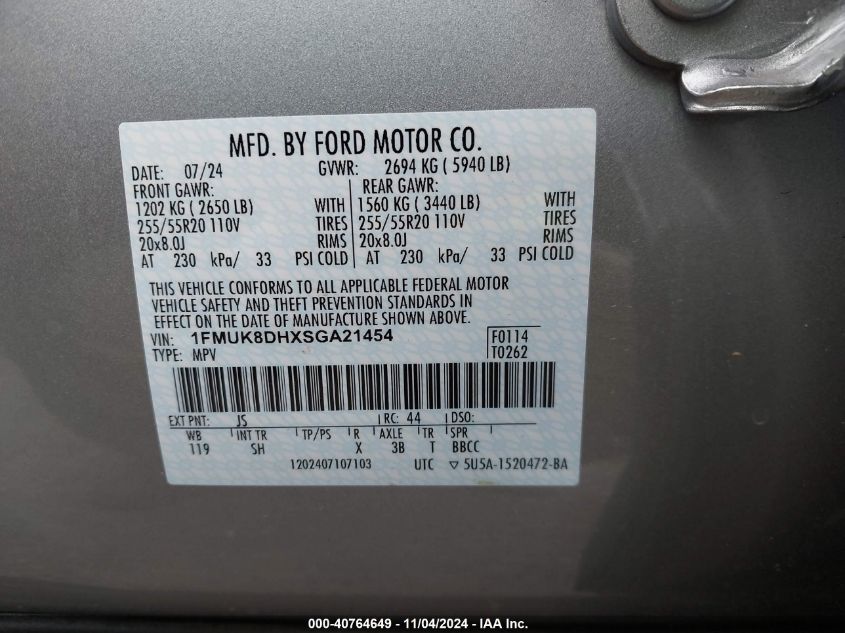 MFD. BY FORD MOTOR CO.
DATE: 07/24 GVWR: 2694 KG ( 5940 LB)
FRONT GAWR: REAR GAWR:
1202 KG ( 2650 LB) WITH 1560 KG ( 3440 LB) WITH
255/55R20 110V TIRES 255/55R20 110V TIRES
20x8.0J RIMS 20x8.0J RIMS
AT 230 kPa/ 33 PSI COLD AT 230 kPa/ 33 PSI COLD
THIS VEHICLE CONFORMS TO ALL APPLICABLE FEDERAL MOTOR
VEHICLE SAFETY AND THEFT PREVENTION STANDARDS IN
EFFECT ON THE DATE OF MANUFACTURE SHOWN ABOVE.
VIN: 1FMUK8DHXSGA21454 F0114
TYPE: MPV T0262
EXT PNT: JS RC: 44 DSO:
WB INT TR TP/PS R AXLE TR SPR
119 SH X 3B T BBCC
1202407107103 UTC ▽ 5U5A-1520472-BA
000-40764649 - 11/04/2024 - IAA Inc.